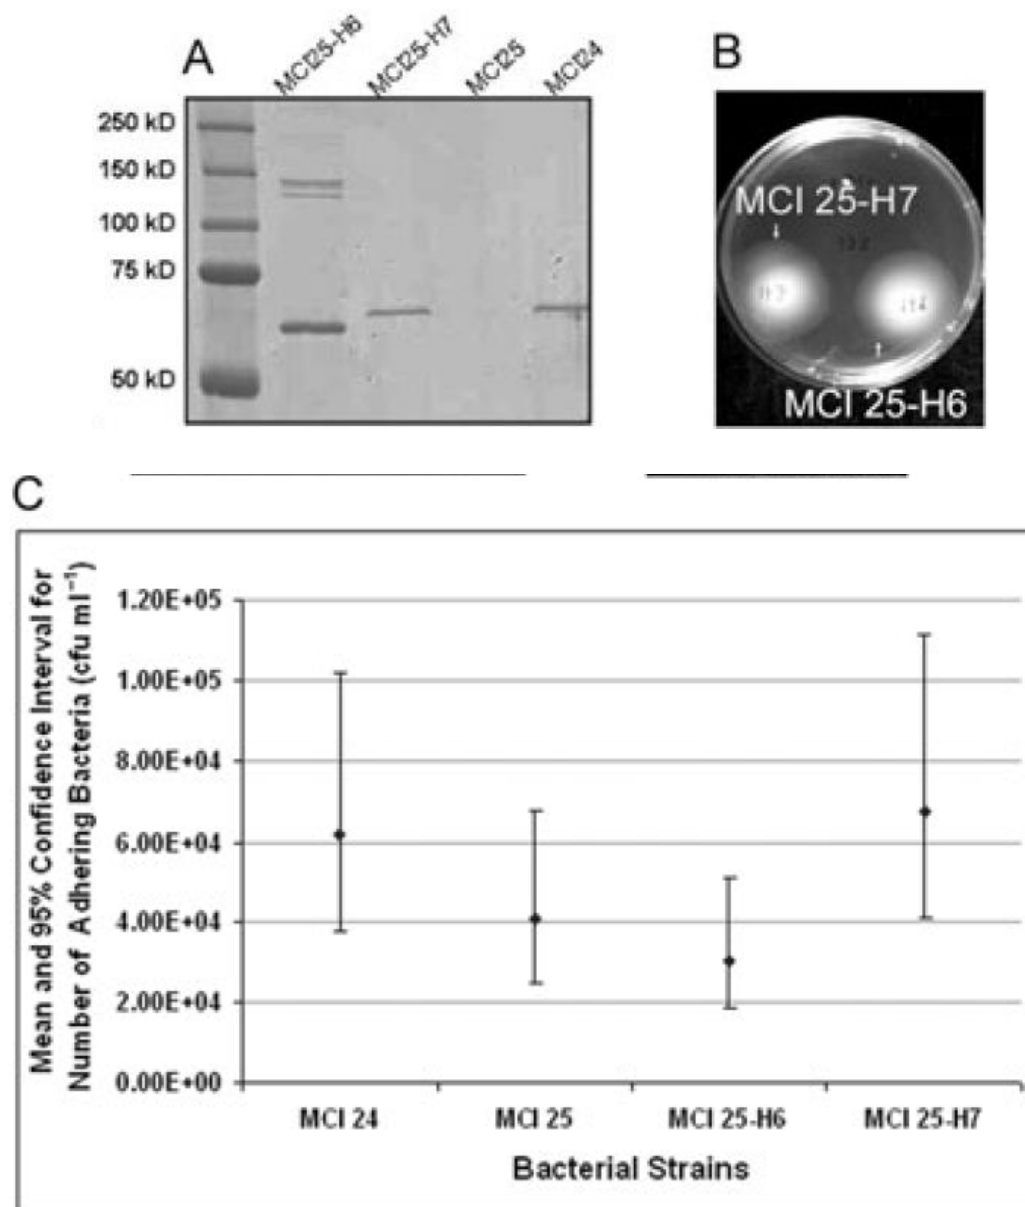 A
MCI25-H6
MCI25-H7
MCI25
MCI24
250 kD
150 kD
100 kD
75 kD
50 kD
B
MCI 25-H7
MCI 25-H6
C
Mean and 95% Confidence Interval for
Number of Adhering Bacteria (cfu ml⁻¹)
1.20E+05
1.00E+05
8.00E+04
6.00E+04
4.00E+04
2.00E+04
0.00E+00
MCI 24
MCI 25
MCI 25-H6
MCI 25-H7
Bacterial Strains